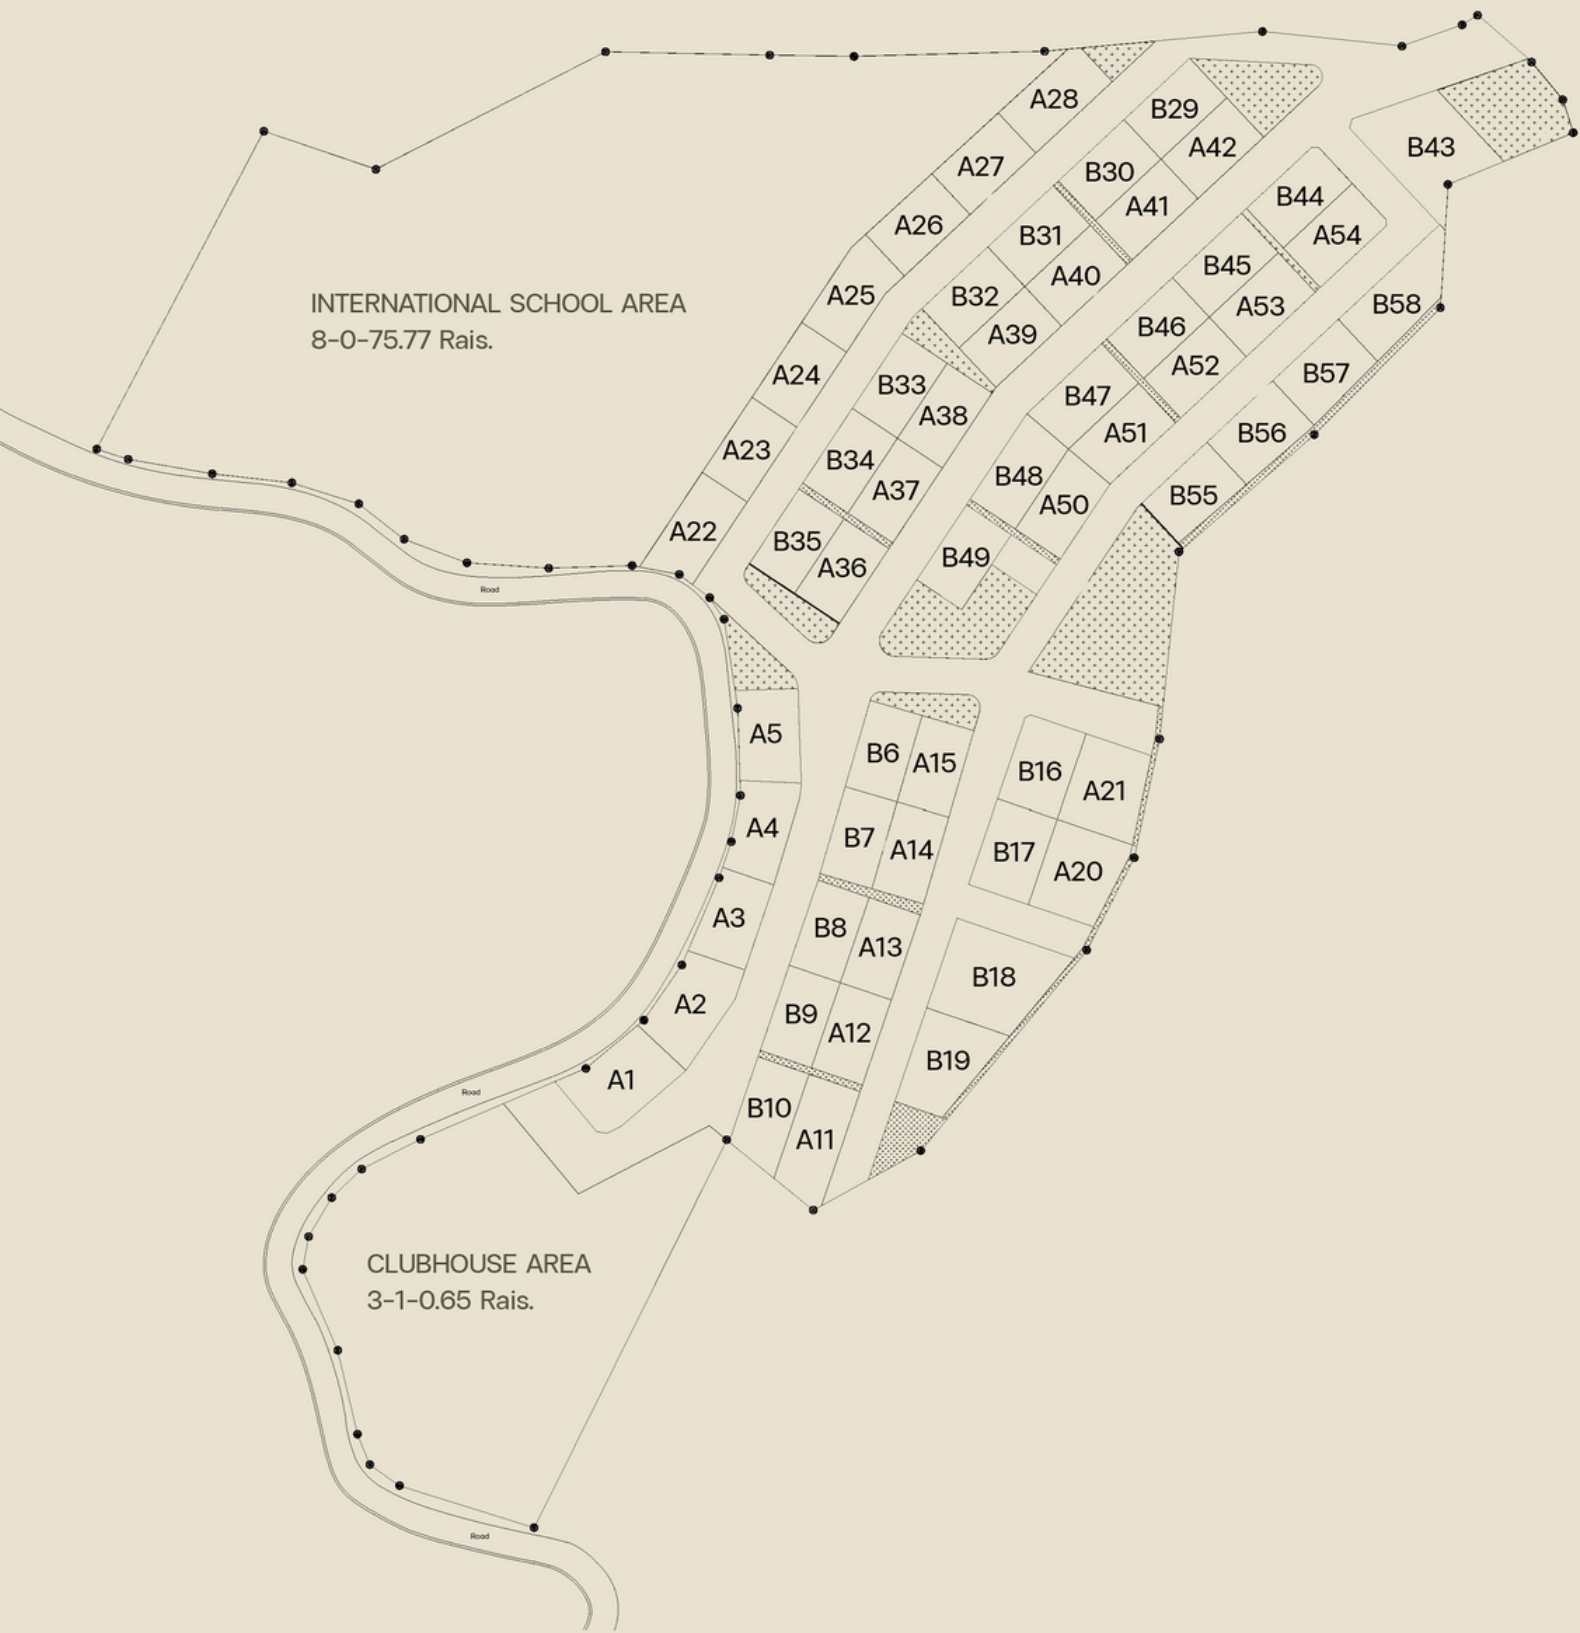 A28
B29
A42
B43
A27
B30
A41
B44
A54
A26
B31
A40
B45
A53
B58
A25
B32
A39
B46
A52
B57
INTERNATIONAL SCHOOL AREA
8-0-75.77 Rais.
A24
B33
A38
B47
A51
B56
A23
B34
A37
B48
A50
B55
A22
B35
A36
B49
Road
A5
B6
A15
B16
A21
A4
B7
A14
B17
A20
A3
B8
A13
B18
A2
B9
A12
B19
A1
Road
B10
A11
CLUBHOUSE AREA
3-1-0.65 Rais.
Road